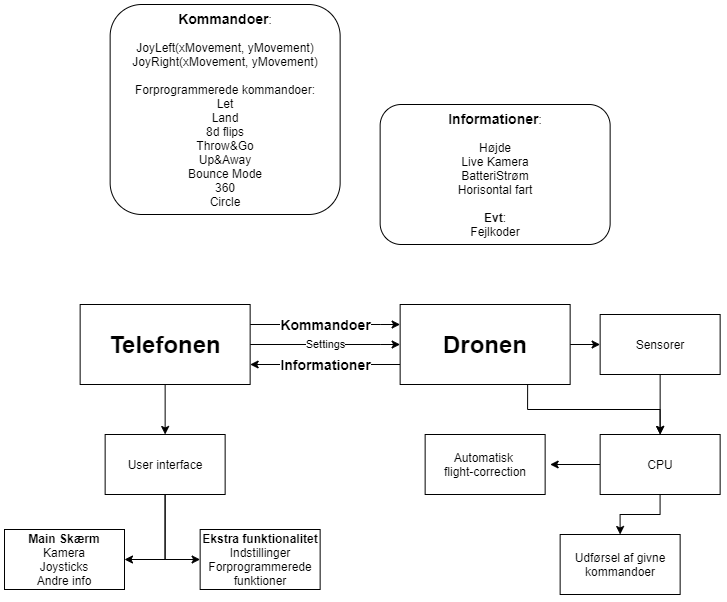 Kommandoer:
JoyLeft(xMovement, yMovement)
JoyRight(xMovement, yMovement)
Forprogrammerede kommandoer:
Let
Land
8d flips
Throw&Go
Up&Away
Bounce Mode
360
Circle
Informationer:
Højde
Live Kamera
BatteriStrøm
Horisontal fart
Evt:
Fejlkoder
Telefonen
Kommandoer
Settings
Informationer
Dronen
Sensorer
User interface
Automatisk
flight-correction
CPU
Main Skærm
Kamera
Joysticks
Andre info
Ekstra funktionalitet
Indstillinger
Forprogrammerede
funktioner
Udførsel af givne
kommandoer